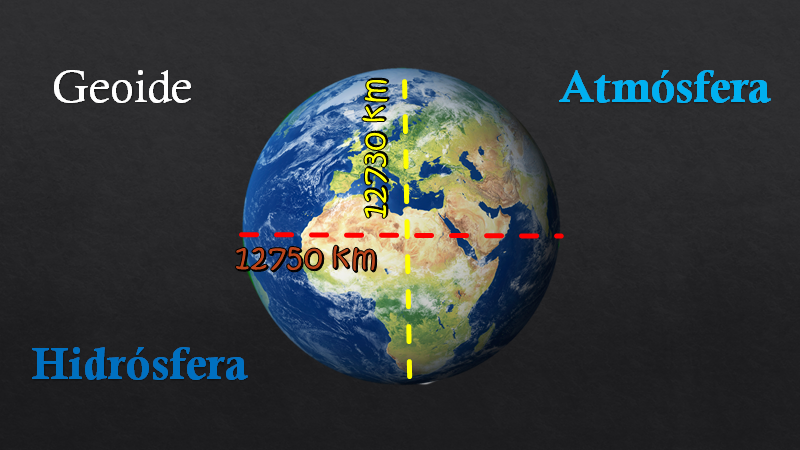 Geoide
Atmósfera
12730 km
12750 km
Hidrósfera